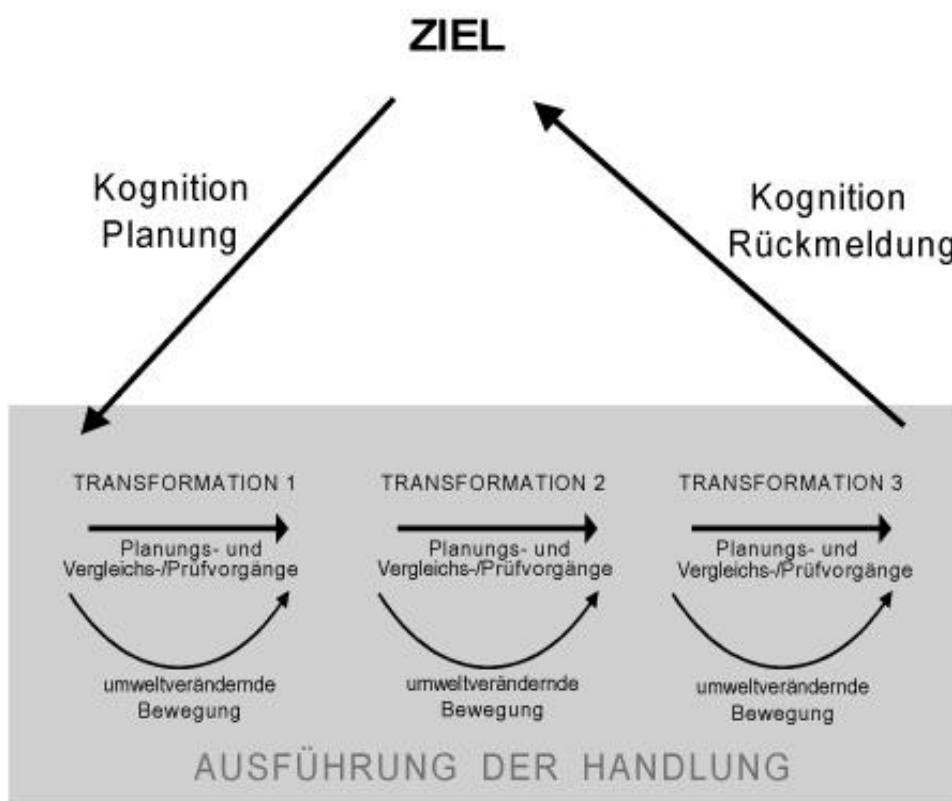 ZIEL
Kognition
Planung
Kognition
Rückmeldung
TRANSFORMATION 1
Planungs- und
Vergleichs-/Prüfvorgänge
umweltverändernde
Bewegung
TRANSFORMATION 2
Planungs- und
Vergleichs-/Prüfvorgänge
umweltverändernde
Bewegung
TRANSFORMATION 3
Planungs- und
Vergleichs-/Prüfvorgänge
umweltverändernde
Bewegung
AUSFÜHRUNG DER HANDLUNG